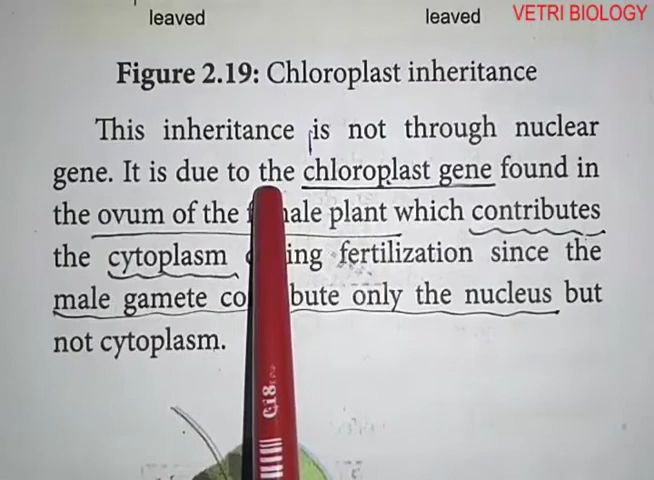 leaved leaved VETRI BIOLOGY
Figure 2.19: Chloroplast inheritance
This inheritance is not through nuclear
gene. It is due to the chloroplast gene found in
the ovum of the male plant which contributes
the cytoplasm ing fertilization since the
male gamete co bute only the nucleus but
not cytoplasm.
Gi8